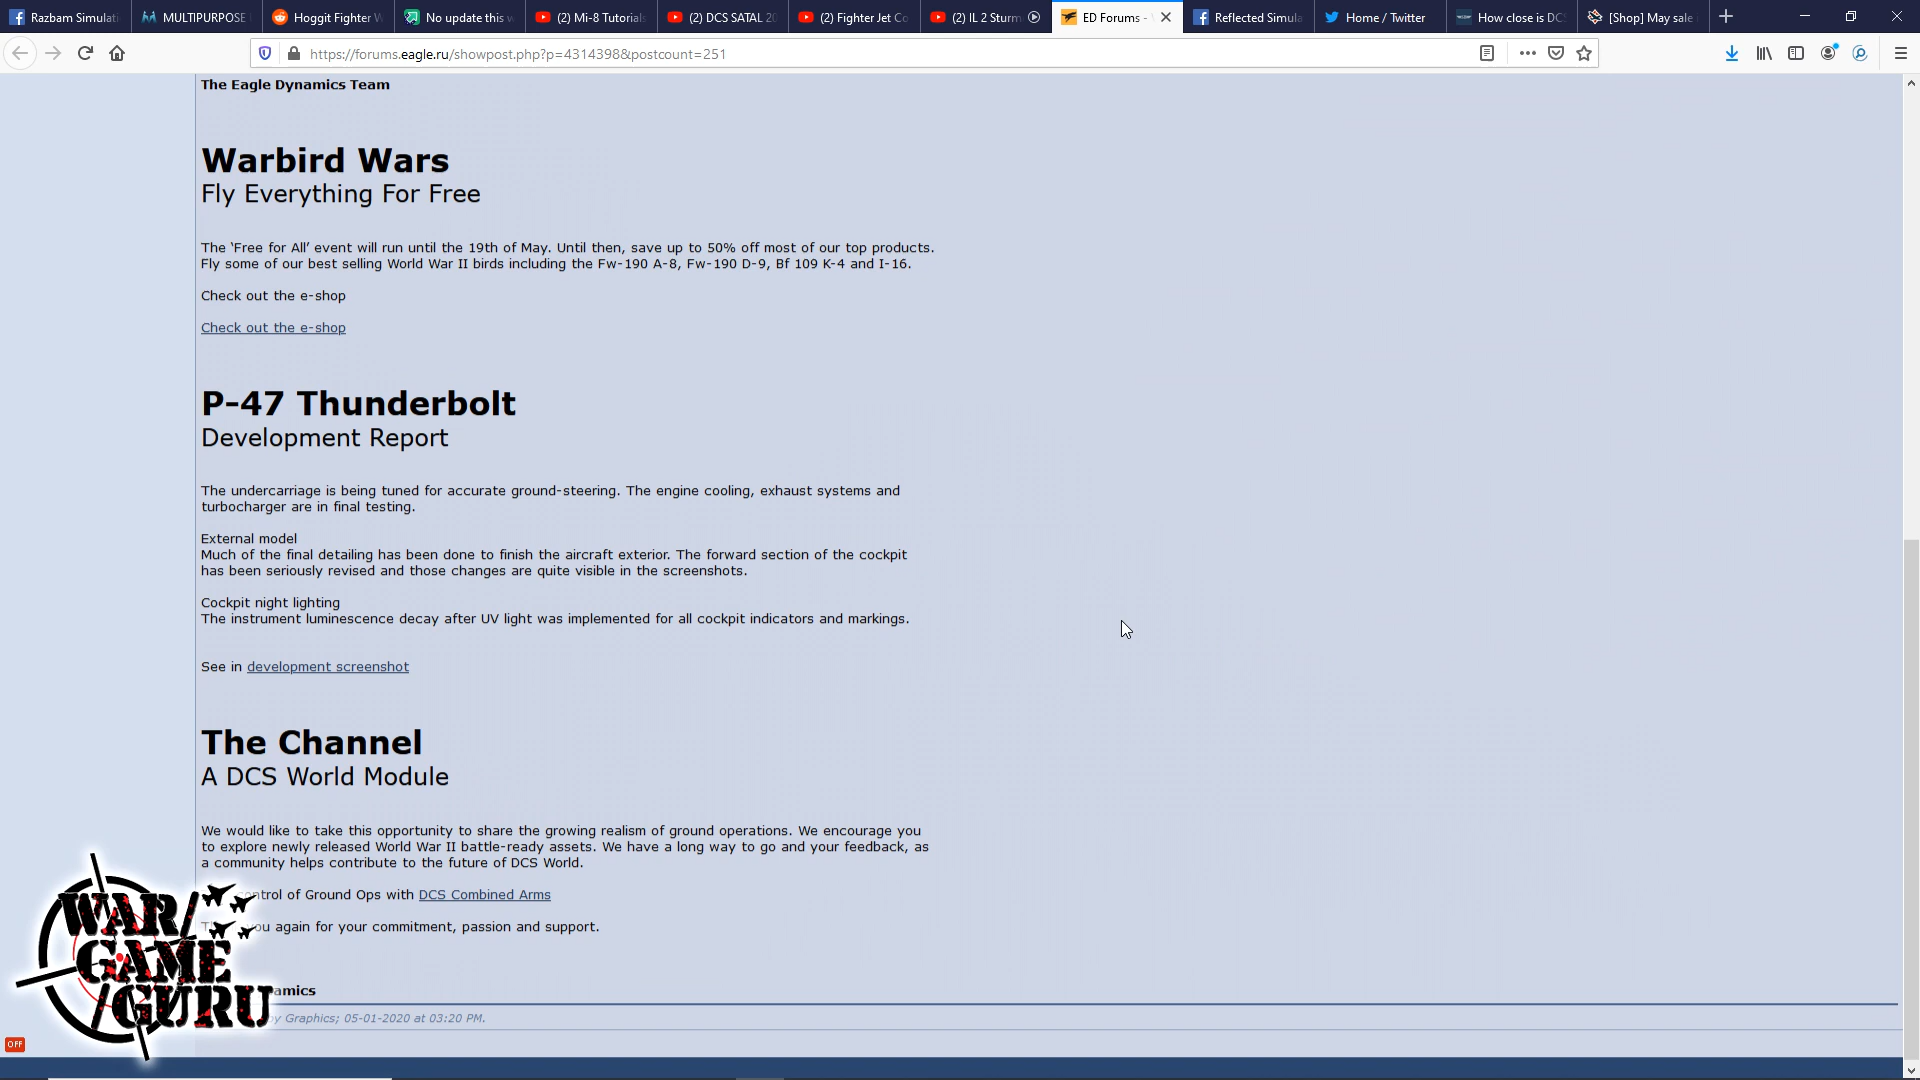 Razbam Simulati
MULTIPURPOSE
Hoggit Fighter W
No update this w
(2) Mi-8 Tutorials
(2) DCS SATAL 20
(2) Fighter Jet Co
(2) IL 2 Sturm
ED Forums -
Reflected Simula
Home / Twitter
How close is DCS
[Shop] May sale
https://forums.eagle.ru/showpost.php?p=4314398&postcount=251
The Eagle Dynamics Team
Warbird Wars
Fly Everything For Free
The ‘Free for All’ event will run until the 19th of May. Until then, save up to 50% off most of our top products.
Fly some of our best selling World War II birds including the Fw-190 A-8, Fw-190 D-9, Bf 109 K-4 and I-16.
Check out the e-shop
Check out the e-shop
P-47 Thunderbolt
Development Report
The undercarriage is being tuned for accurate ground-steering. The engine cooling, exhaust systems and
turbocharger are in final testing.
External model
Much of the final detailing has been done to finish the aircraft exterior. The forward section of the cockpit
has been seriously revised and those changes are quite visible in the screenshots.
Cockpit night lighting
The instrument luminescence decay after UV light was implemented for all cockpit indicators and markings.
See in development screenshot
The Channel
A DCS World Module
We would like to take this opportunity to share the growing realism of ground operations. We encourage you
to explore newly released World War II battle-ready assets. We have a long way to go and your feedback, as
a community helps contribute to the future of DCS World.
of Ground Ops with DCS Combined Arms
again for your commitment, passion and support.
by Graphics; 05-01-2020 at 03:20 PM.
WAR/
GAME
/GURU
OFF